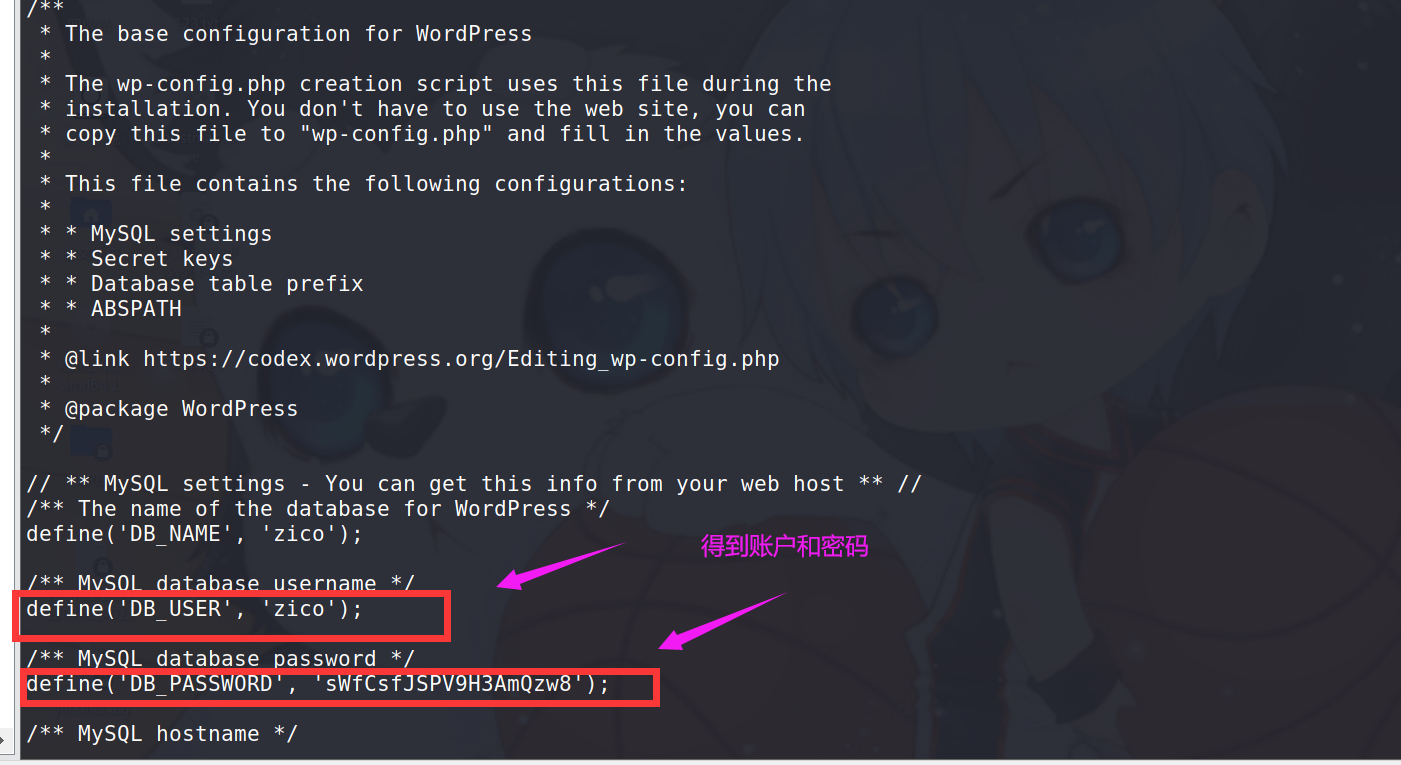 /**
 * The base configuration for WordPress
 *
 * The wp-config.php creation script uses this file during the
 * installation. You don't have to use the web site, you can
 * copy this file to "wp-config.php" and fill in the values.
 *
 * This file contains the following configurations:
 *
 * * MySQL settings
 * * Secret keys
 * * Database table prefix
 * * ABSPATH
 *
 * @link https://codex.wordpress.org/Editing_wp-config.php
 *
 * @package WordPress
 */
// ** MySQL settings - You can get this info from your web host ** //
/** The name of the database for WordPress */
define('DB_NAME', 'zico');
得到账户和密码
/** MySQL database username */
define('DB_USER', 'zico');
/** MySQL database password */
define('DB_PASSWORD', 'sWfCsfJSPV9H3AmQzw8');
/** MySQL hostname */